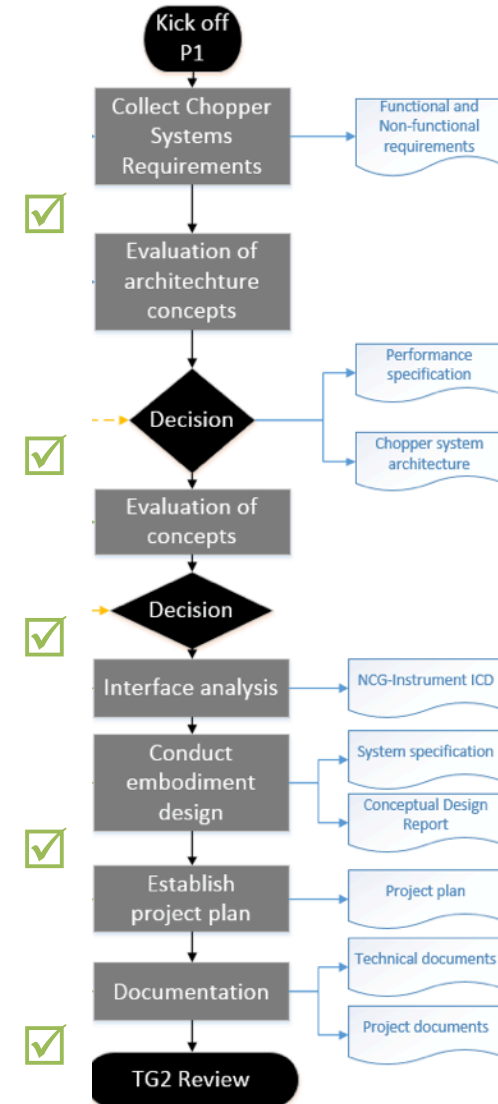 Kick off
P1
Collect Chopper
Systems
Requirements
Functional and
Non-functional
requirements
Evaluation of
architechture
concepts
Performance
specification
Decision
Chopper system
architecture
Evaluation of
concepts
Decision
Interface analysis
NCG-Instrument ICD
Conduct
embodiment
design
System specification
Conceptual Design
Report
Establish
project plan
Project plan
Documentation
Technical documents
Project documents
TG2 Review